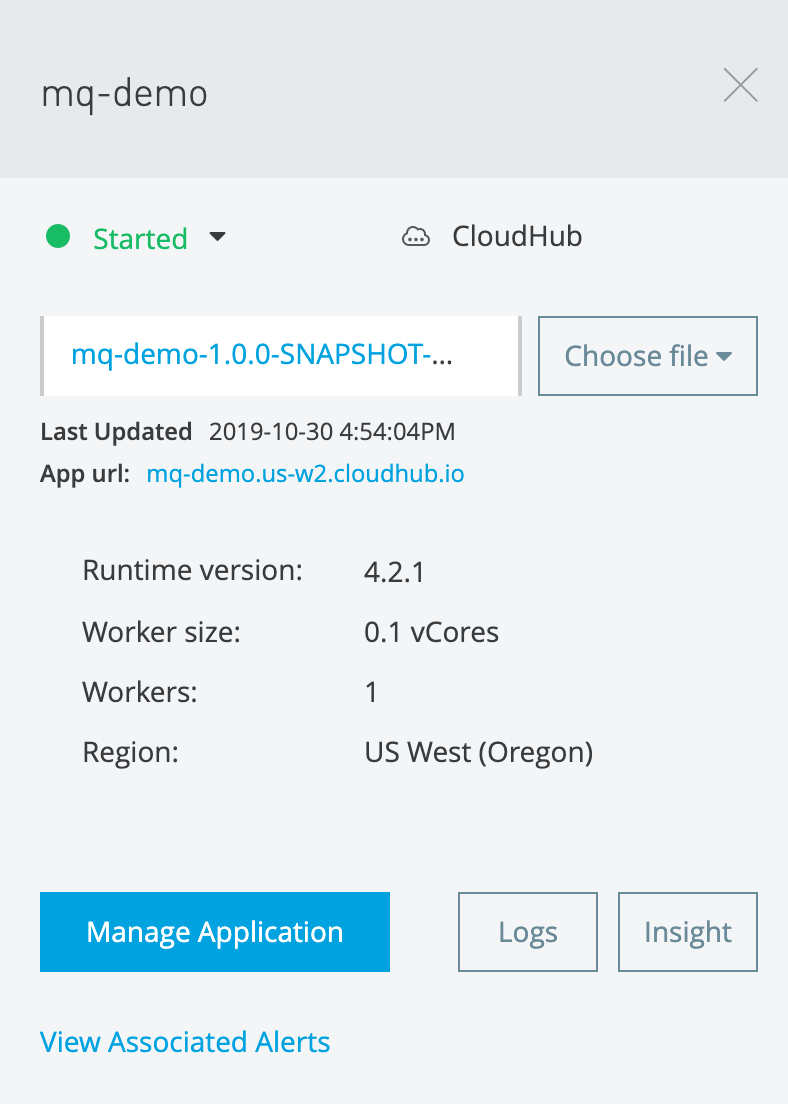 mq-demo
Started CloudHub
mq-demo-1.0.0-SNAPSHOT-... Choose file
Last Updated 2019-10-30 4:54:04PM
App url: mq-demo.us-w2.cloudhub.io
Runtime version: 4.2.1
Worker size: 0.1 vCores
Workers: 1
Region: US West (Oregon)
Manage Application Logs Insight
View Associated Alerts